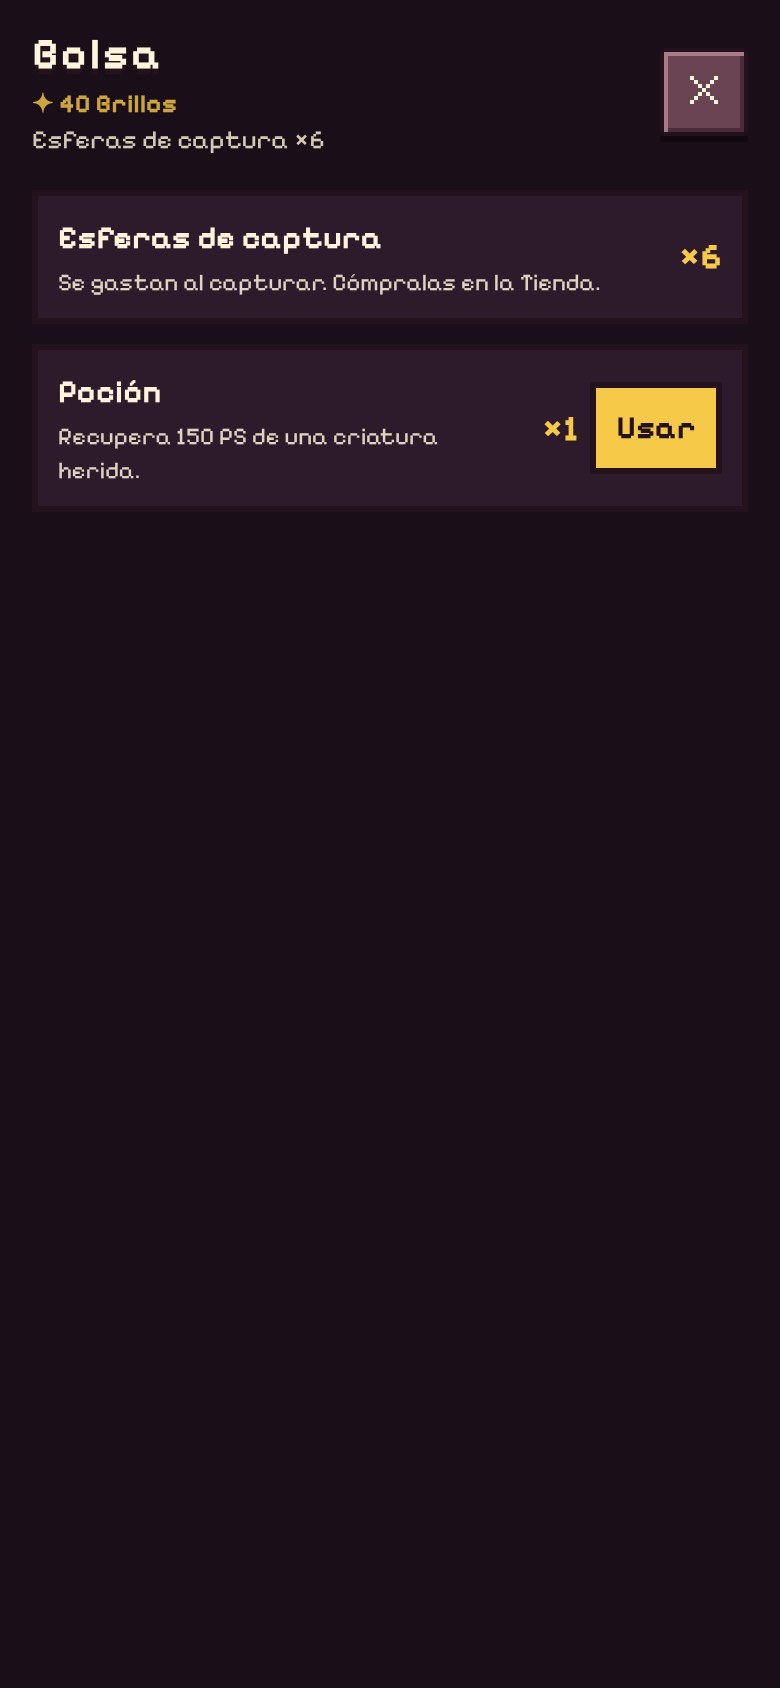 Bolsa
✦ 40 Brillos
Esferas de captura ×6
Esferas de captura
Se gastan al capturar. Cómpralas en la Tienda.
×6
Poción
Recupera 150 PS de una criatura
herida.
×1
Usar